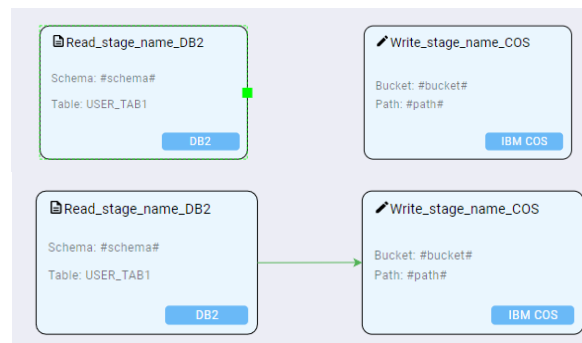 Read_stage_name_DB2
Schema: #schema#
Table: USER_TAB1
DB2
Write_stage_name_COS
Bucket: #bucket#
Path: #path#
IBM COS
Read_stage_name_DB2
Schema: #schema#
Table: USER_TAB1
DB2
Write_stage_name_COS
Bucket: #bucket#
Path: #path#
IBM COS